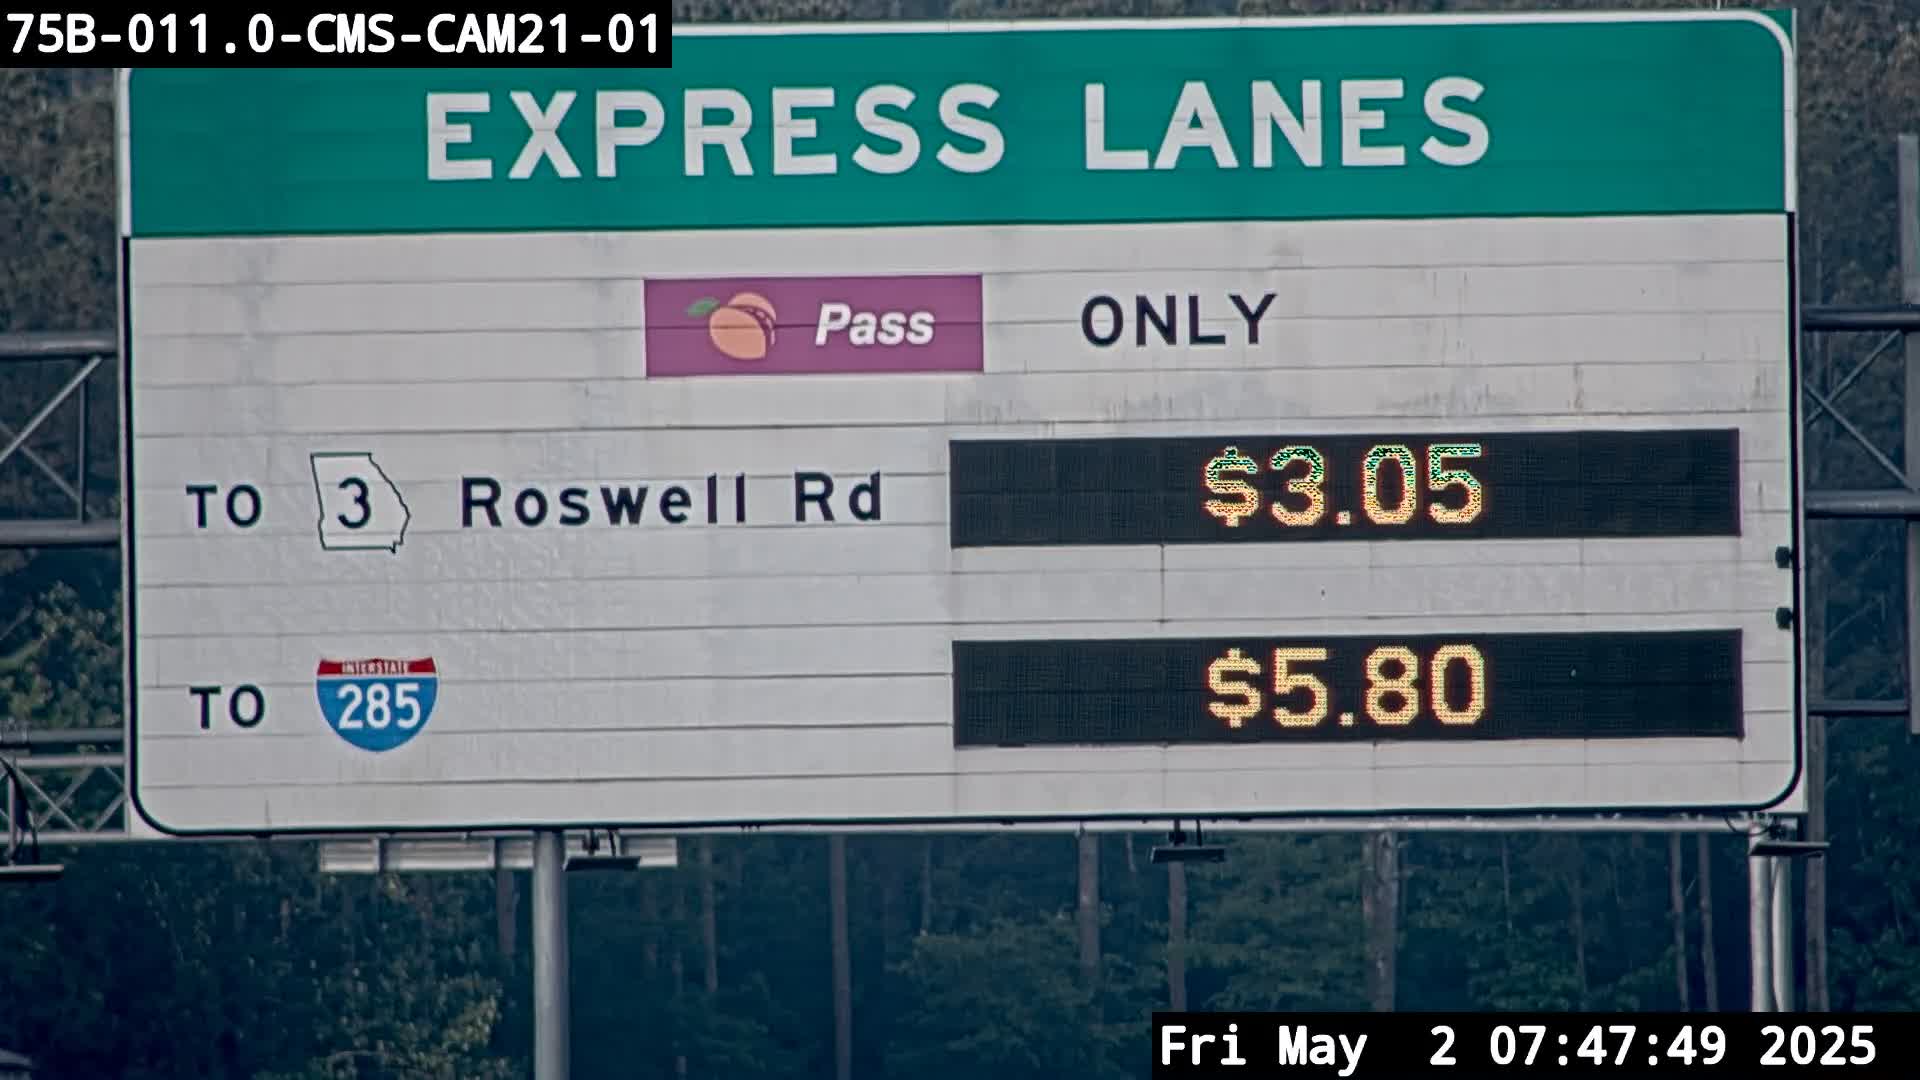 75B-011.0-CMS-CAM21-01
EXPRESS LANES
Pass ONLY
TO 3 Roswell Rd $3.05
INTERSTATE
TO 285 $5.80
Fri May 2 07:47:49 2025